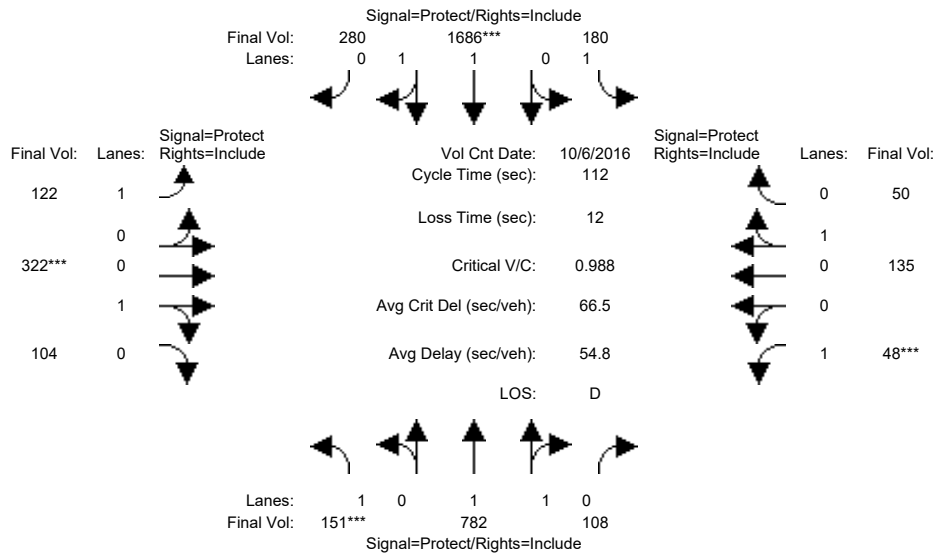 Signal=Protect/Rights=Include
Final Vol: 280 1686*** 180
Lanes: 0 1 1 0 1
Signal=Protect
Final Vol: Lanes: Rights=Include
Vol Cnt Date: 10/6/2016
Signal=Protect
Rights=Include Lanes: Final Vol:
Cycle Time (sec): 112
122 1
0 50
Loss Time (sec): 12
0
1
322*** 0
Critical V/C: 0.988
0 135
1
Avg Crit Del (sec/veh): 66.5
0
104 0
Avg Delay (sec/veh): 54.8
1 48***
LOS: D
Lanes: 1 0 1 1 0
Final Vol: 151*** 782 108
Signal=Protect/Rights=Include